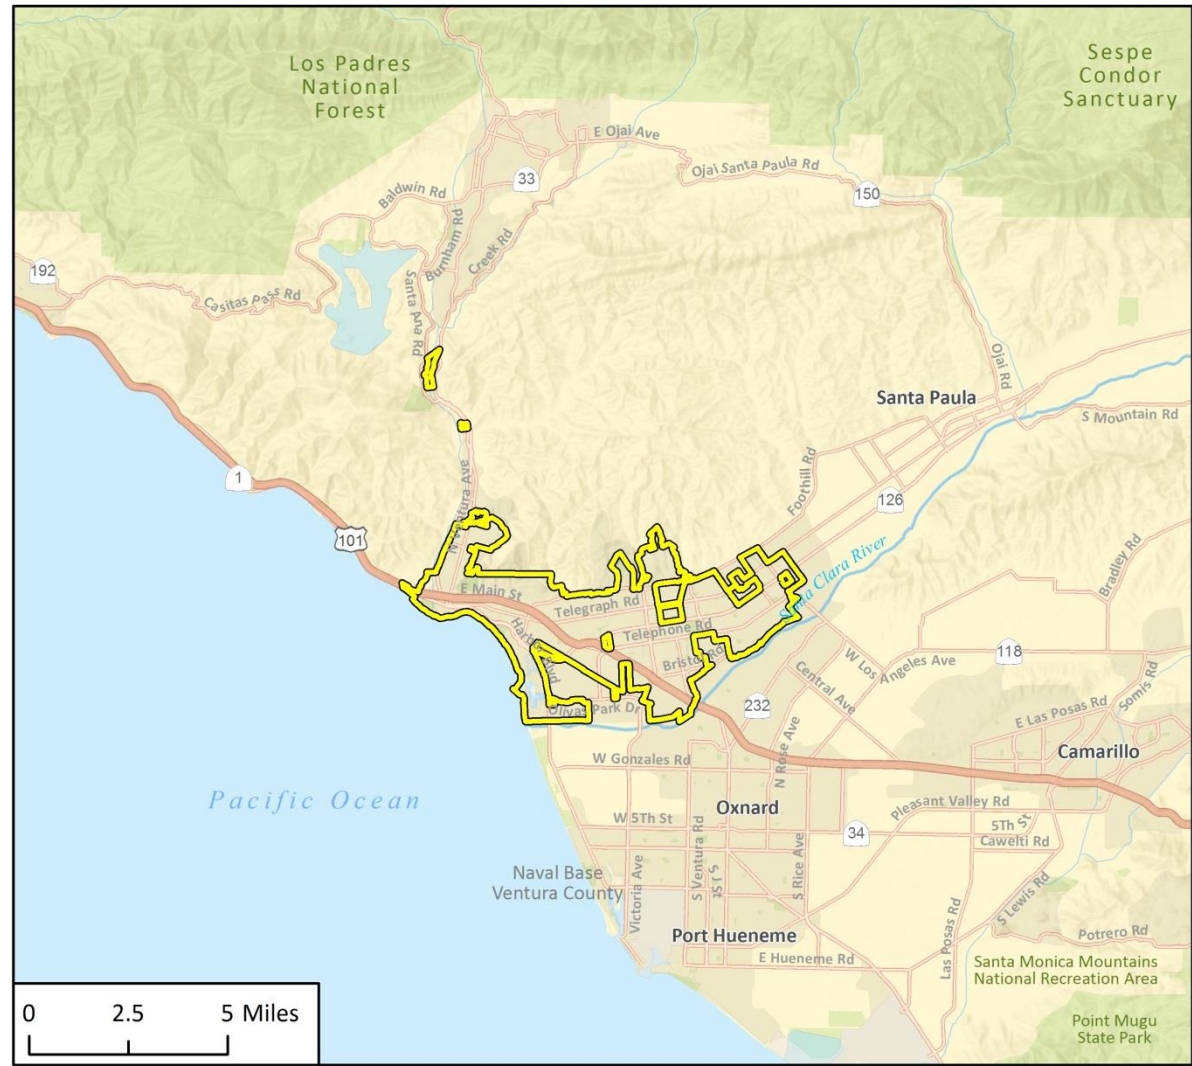 Los Padres
National
Forest
Sespe
Condor
Sanctuary
E Ojai Ave
Ojai Santa Paula Rd
33
150
Baldwin Rd
Burnham Rd
Creek Rd
192
Casitas Pass Rd
Santa Ana Rd
Ojai Rd
Santa Paula
S Mountain Rd
1
101
N Ventura Ave
Foothill Rd
126
Santa Clara River
Bradley Rd
E Main St
Telegraph Rd
Harbor Blvd
Telephone Rd
Bristol Rd
W Los Angeles Ave
118
Central Ave
Somis Rd
Olivas Park Dr
232
E Las Posas Rd
N Rose Ave
Camarillo
W Gonzales Rd
Pacific Ocean
Oxnard
Pleasant Valley Rd
W 5Th St
34
5Th St
Cawelti Rd
S Ventura Rd
S J St
S Rice Ave
Victoria Ave
Naval Base
Ventura County
S Lewis Rd
Las Posas Rd
Port Hueneme
Potrero Rd
E Hueneme Rd
Santa Monica Mountains
National Recreation Area
Point Mugu
State Park
0 2.5 5 Miles